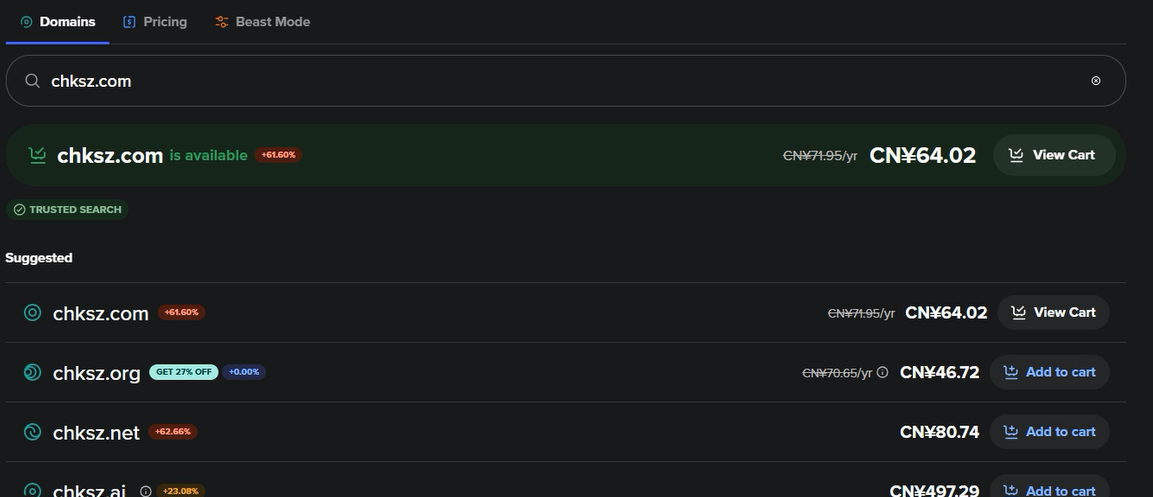 Domains Pricing Beast Mode
chksz.com
chksz.com is available +61.60% CN¥71.95/yr CN¥64.02 View Cart
TRUSTED SEARCH
Suggested
chksz.com +61.60% CN¥71.95/yr CN¥64.02 View Cart
chksz.org GET 27% OFF +0.00% CN¥70.65/yr CN¥46.72 Add to cart
chksz.net +62.66% CN¥80.74 Add to cart
chksz.ai +23.08% CN¥497.29 Add to cart